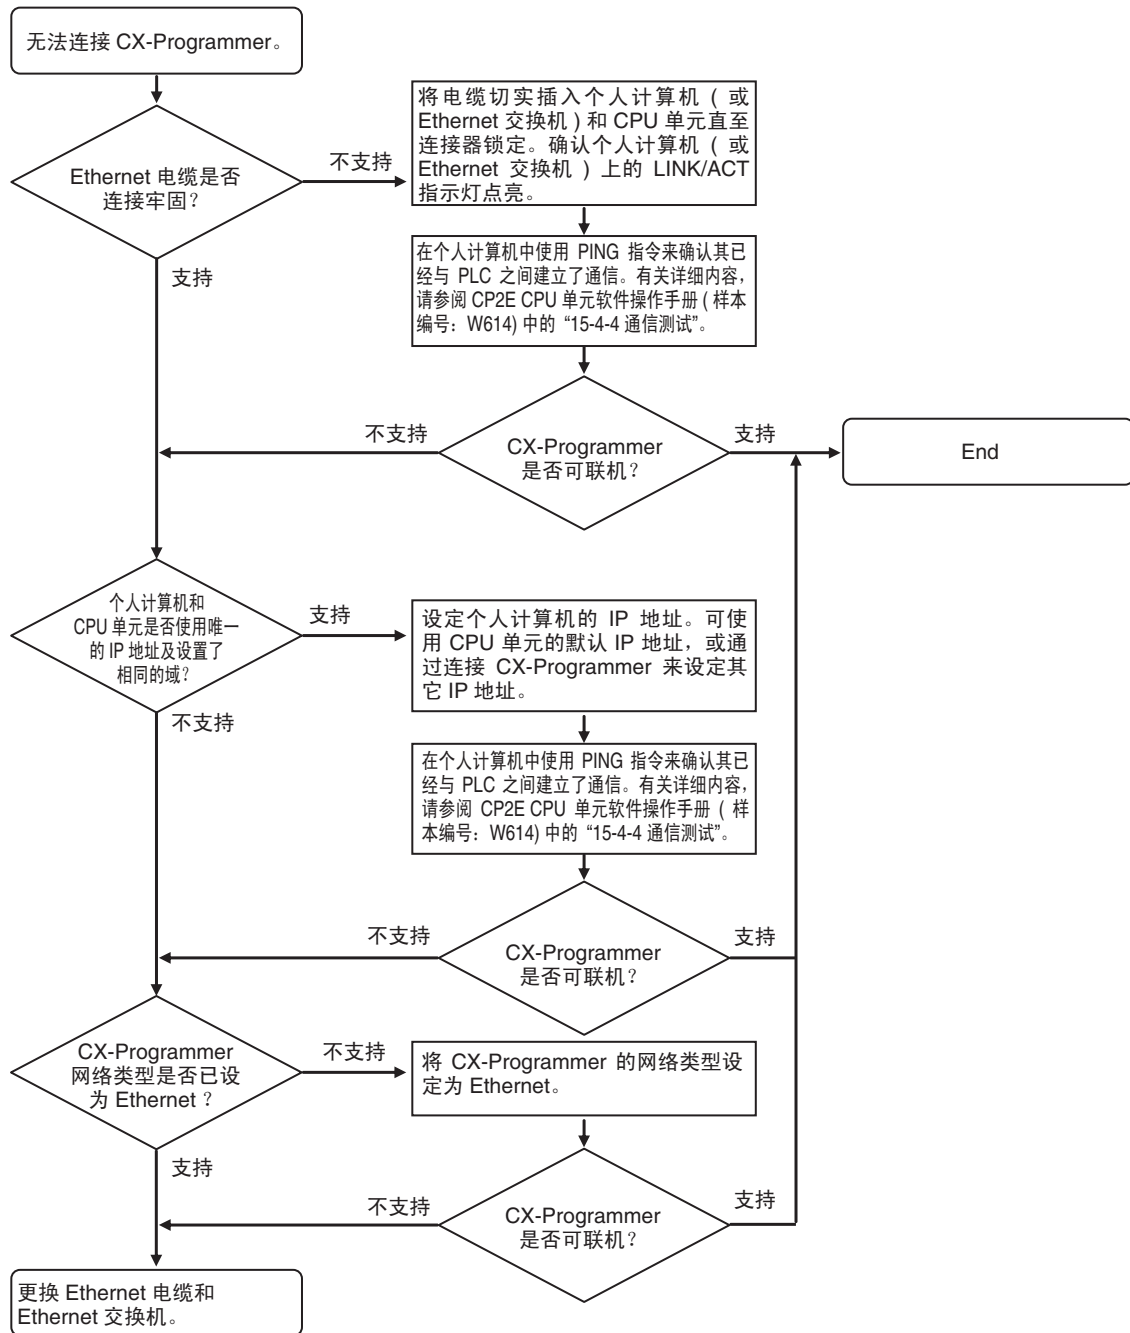 无法连接 CX-Programmer。
Ethernet 电缆是否
连接牢固？
不支持
将电缆切实插入个人计算机 ( 或
Ethernet 交换机 ) 和 CPU 单元直至
连接器锁定。确认个人计算机 ( 或
Ethernet 交换机 ) 上的 LINK/ACT
指示灯点亮。
支持
在个人计算机中使用 PING 指令来确认其已
经与 PLC 之间建立了通信。有关详细内容，
请参阅 CP2E CPU 单元软件操作手册 ( 样本
编号：W614) 中的 “15-4-4 通信测试”。
不支持
CX-Programmer
是否可联机？
支持
End
个人计算机和
CPU 单元是否使用唯一
的 IP 地址及设置了
相同的域？
支持
设定个人计算机的 IP 地址。可使
用 CPU 单元的默认 IP 地址，或通
过连接 CX-Programmer 来设定其
它 IP 地址。
不支持
在个人计算机中使用 PING 指令来确认其已
经与 PLC 之间建立了通信。有关详细内容，
请参阅 CP2E CPU 单元软件操作手册 ( 样
本编号：W614) 中的 “15-4-4 通信测试”。
不支持
CX-Programmer
是否可联机？
支持
CX-Programmer
网络类型是否已设
为 Ethernet ？
不支持
将 CX-Programmer 的网络类型设
定为 Ethernet。
支持
不支持
CX-Programmer
是否可联机？
支持
更换 Ethernet 电缆和
Ethernet 交换机。